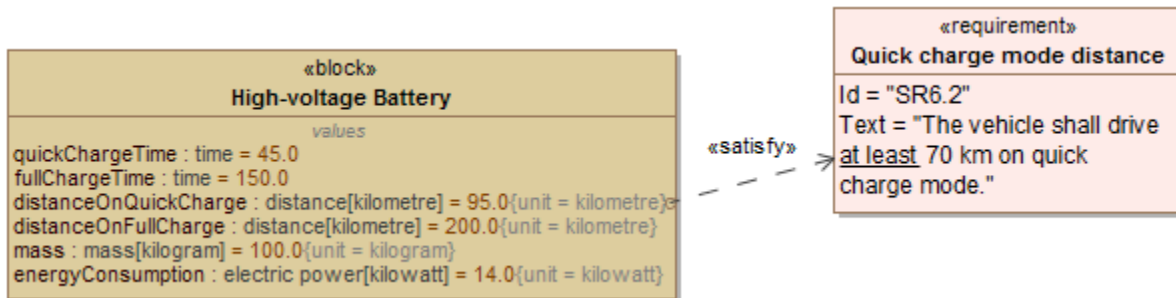 «block»
High-voltage Battery
values
quickChargeTime : time = 45.0
fullChargeTime : time = 150.0
distanceOnQuickCharge : distance[kilometre] = 95.0{unit = kilometre}
distanceOnFullCharge : distance[kilometre] = 200.0{unit = kilometre}
mass : mass[kilogram] = 100.0{unit = kilogram}
energyConsumption : electric power[kilowatt] = 14.0{unit = kilowatt}
«satisfy»
«requirement»
Quick charge mode distance
Id = "SR6.2"
Text = "The vehicle shall drive
at least 70 km on quick
charge mode."